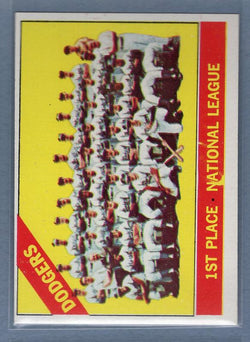 DODGERS
1ST PLACE • NATIONAL LEAGUE